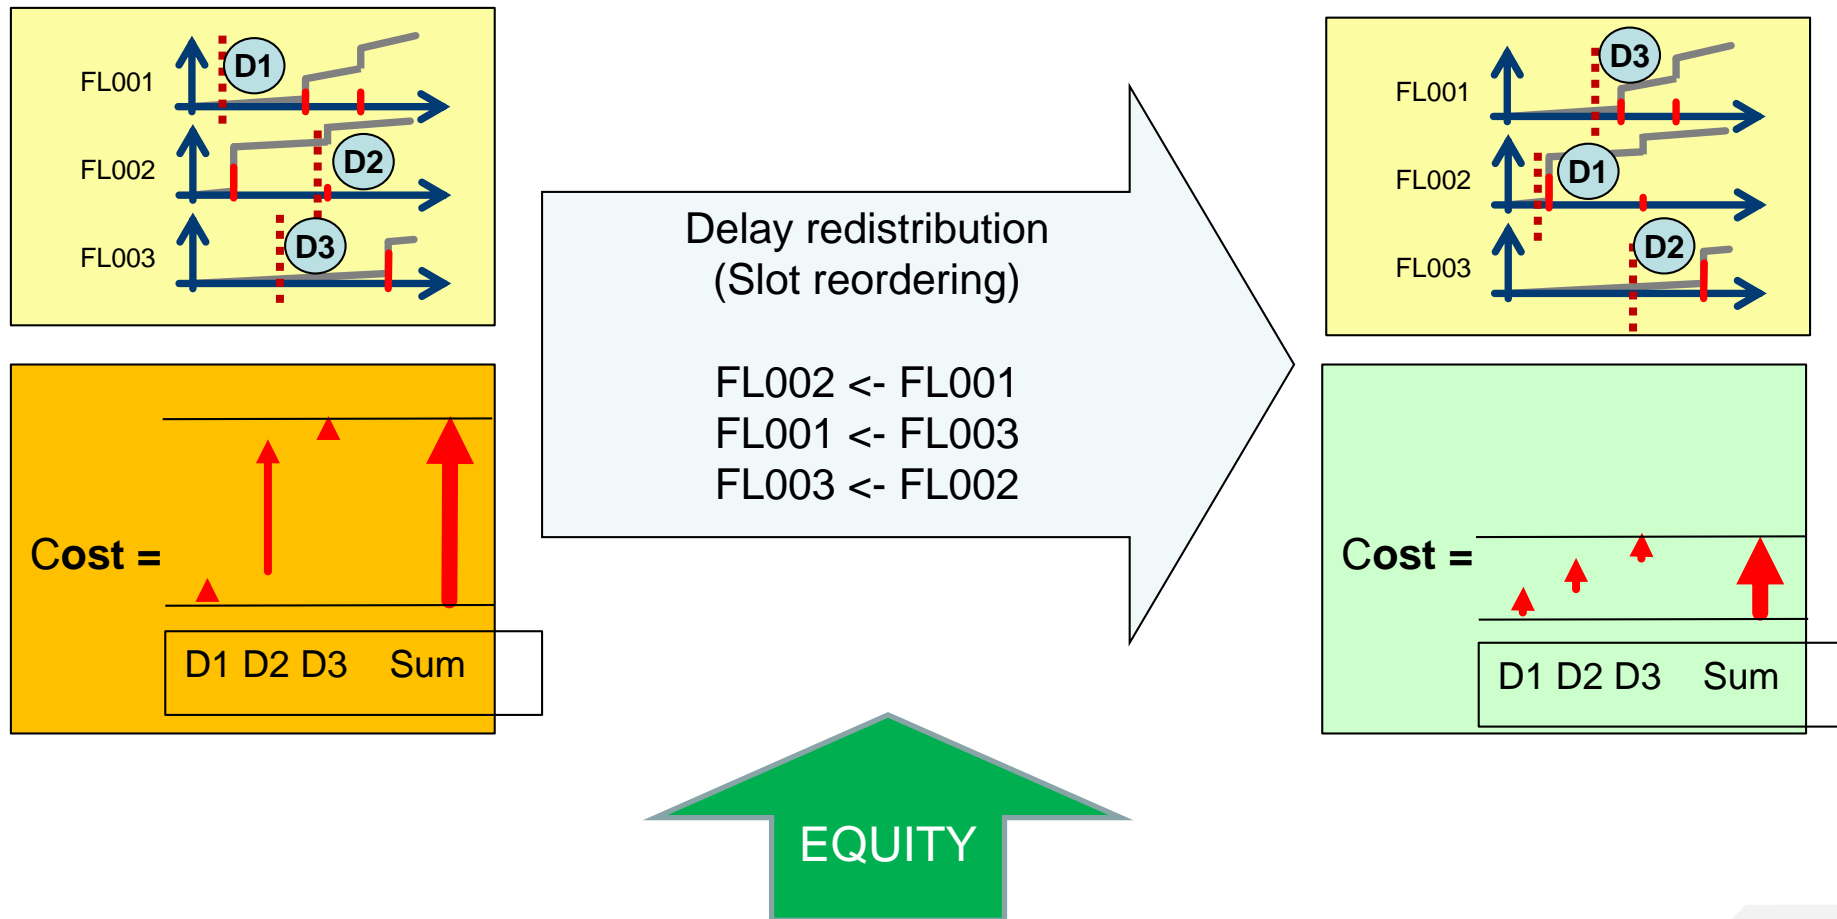 FL001
D1
FL002
D2
FL003
D3
Cost =
D1 D2 D3 Sum
Delay redistribution
(Slot reordering)
FL002 <- FL001
FL001 <- FL003
FL003 <- FL002
EQUITY
FL001
D3
FL002
D1
FL003
D2
Cost =
D1 D2 D3 Sum